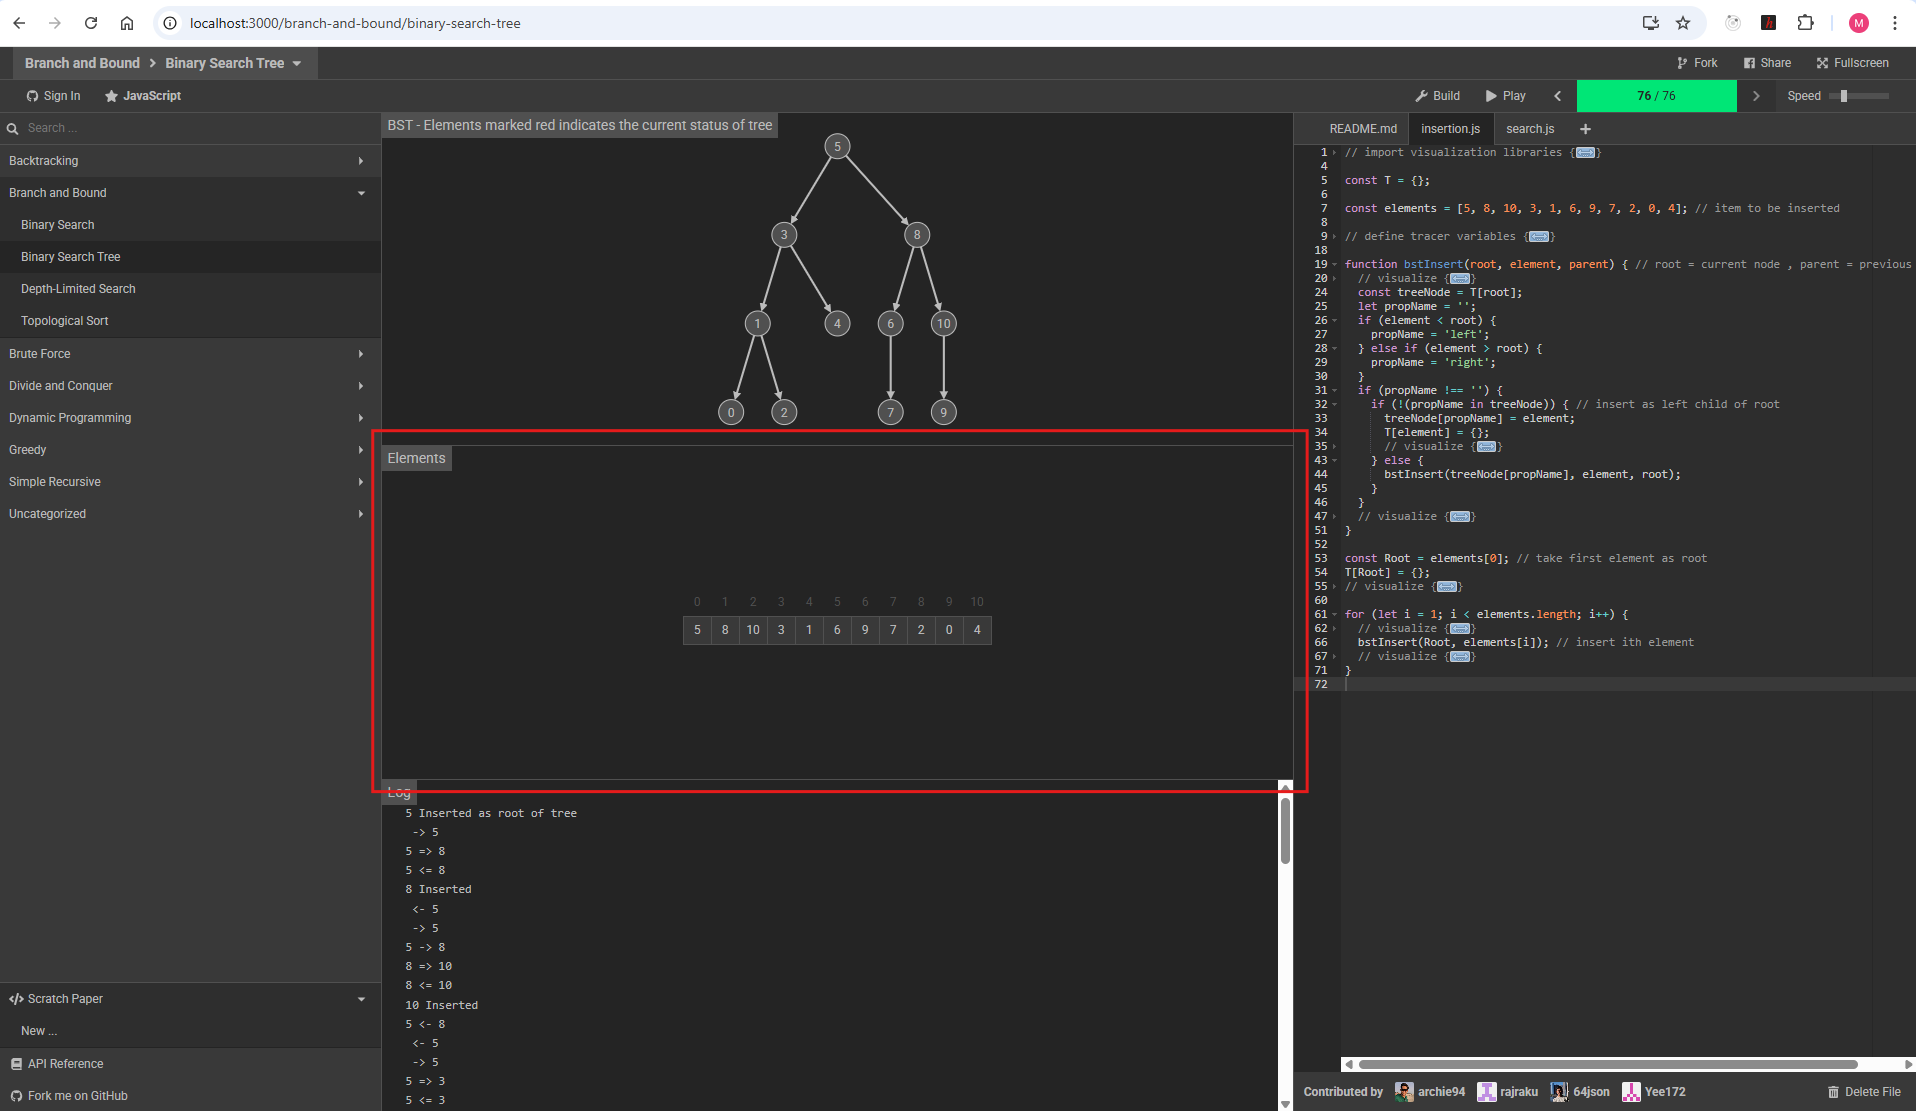 localhost:3000/branch-and-bound/binary-search-tree
M
Branch and Bound > Binary Search Tree
Fork
Share
Fullscreen
Sign In
JavaScript
Build
Play
76 / 76
Speed
Search ...
Backtracking
Branch and Bound
Binary Search
Binary Search Tree
Depth-Limited Search
Topological Sort
Brute Force
Divide and Conquer
Dynamic Programming
Greedy
Simple Recursive
Uncategorized
</> Scratch Paper
New ...
API Reference
Fork me on GitHub
BST - Elements marked red indicates the current status of tree
5
3 8
1 4 6 10
0 2 7 9
Elements
0 1 2 3 4 5 6 7 8 9 10
5 8 10 3 1 6 9 7 2 0 4
Log
5 Inserted as root of tree
-> 5
5 => 8
5 <= 8
8 Inserted
<- 5
-> 5
5 -> 8
8 => 10
8 <= 10
10 Inserted
5 <- 8
<- 5
-> 5
5 => 3
5 <= 3
README.md insertion.js search.js +
1 // import visualization libraries {}
4
5 const T = {};
6
7 const elements = [5, 8, 10, 3, 1, 6, 9, 7, 2, 0, 4]; // item to be inserted
8
9 // define tracer variables {}
18
19 function bstInsert(root, element, parent) { // root = current node , parent = previous
20 // visualize {}
24 const treeNode = T[root];
25 let propName = '';
26 if (element < root) {
27 propName = 'left';
28 } else if (element > root) {
29 propName = 'right';
30 }
31 if (propName !== '') {
32 if (!(propName in treeNode)) { // insert as left child of root
33 treeNode[propName] = element;
34 T[element] = {};
35 // visualize {}
43 } else {
44 bstInsert(treeNode[propName], element, root);
45 }
46 }
47 // visualize {}
51 }
52
53 const Root = elements[0]; // take first element as root
54 T[Root] = {};
55 // visualize {}
60
61 for (let i = 1; i < elements.length; i++) {
62 // visualize {}
66 bstInsert(Root, elements[i]); // insert ith element
67 // visualize {}
71 }
72
Contributed by archie94 rajraku 64json Yee172
Delete File